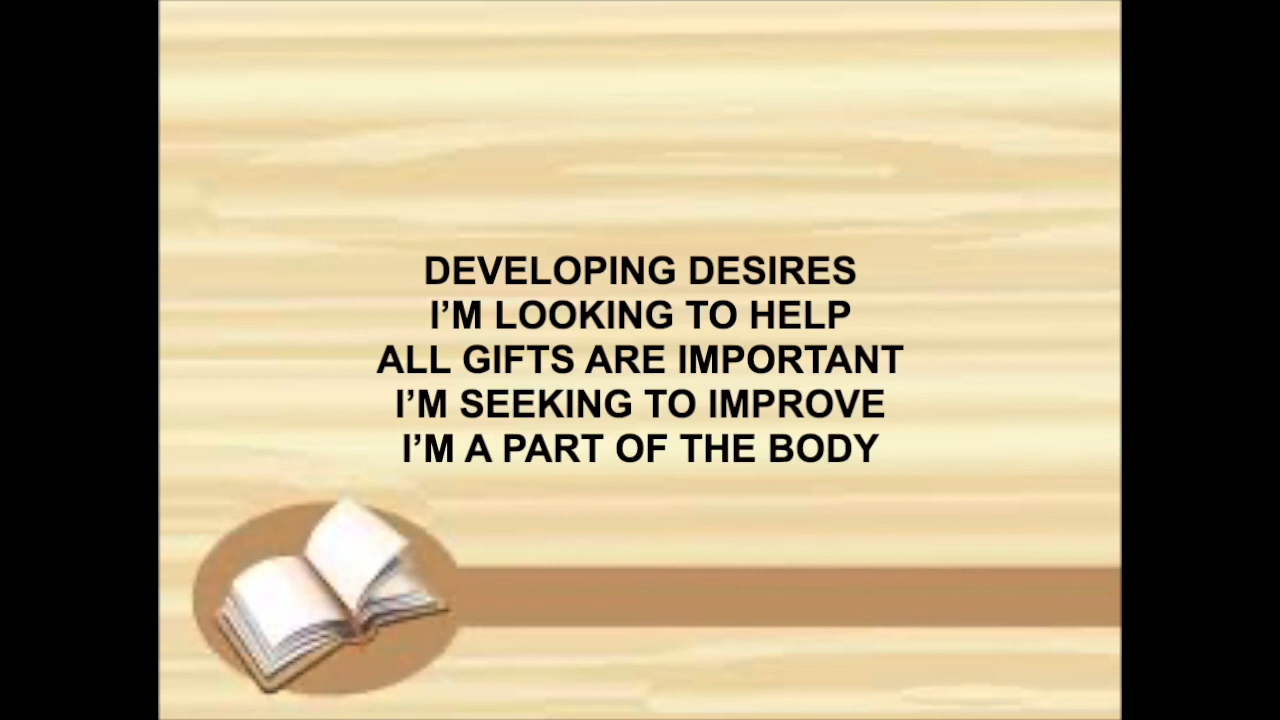 DEVELOPING DESIRES
I’M LOOKING TO HELP
ALL GIFTS ARE IMPORTANT
I’M SEEKING TO IMPROVE
I’M A PART OF THE BODY